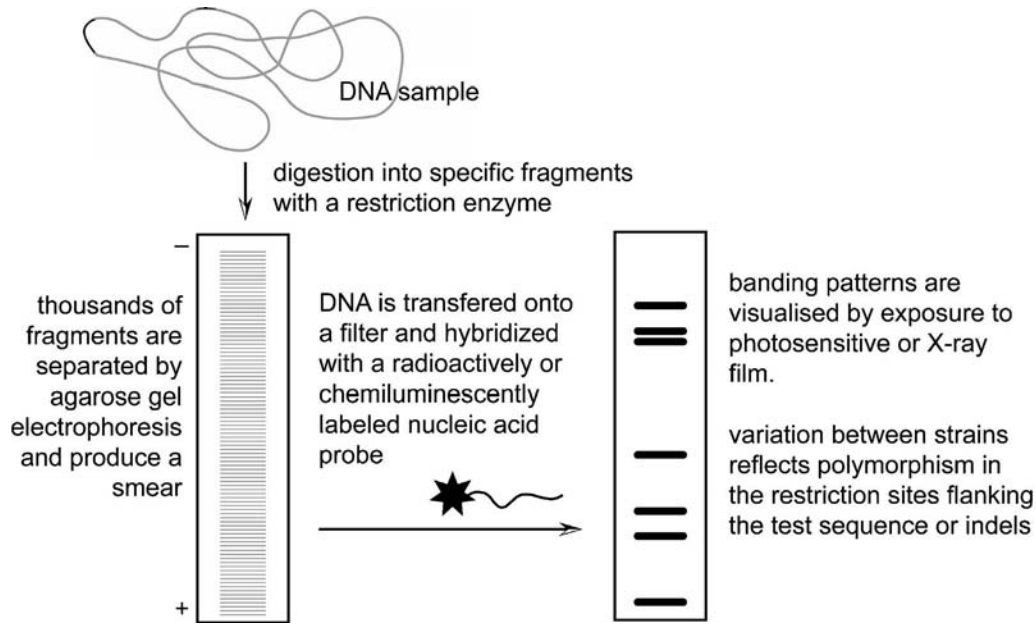 DNA sample
digestion into specific fragments
with a restriction enzyme
–
thousands of
fragments are
separated by
agarose gel
electrophoresis
and produce a
smear
+
DNA is transfered onto
a filter and hybridized
with a radioactively or
chemiluminescently
labeled nucleic acid
probe
banding patterns are
visualised by exposure to
photosensitive or X-ray
film.
variation between strains
reflects polymorphism in
the restriction sites flanking
the test sequence or indels